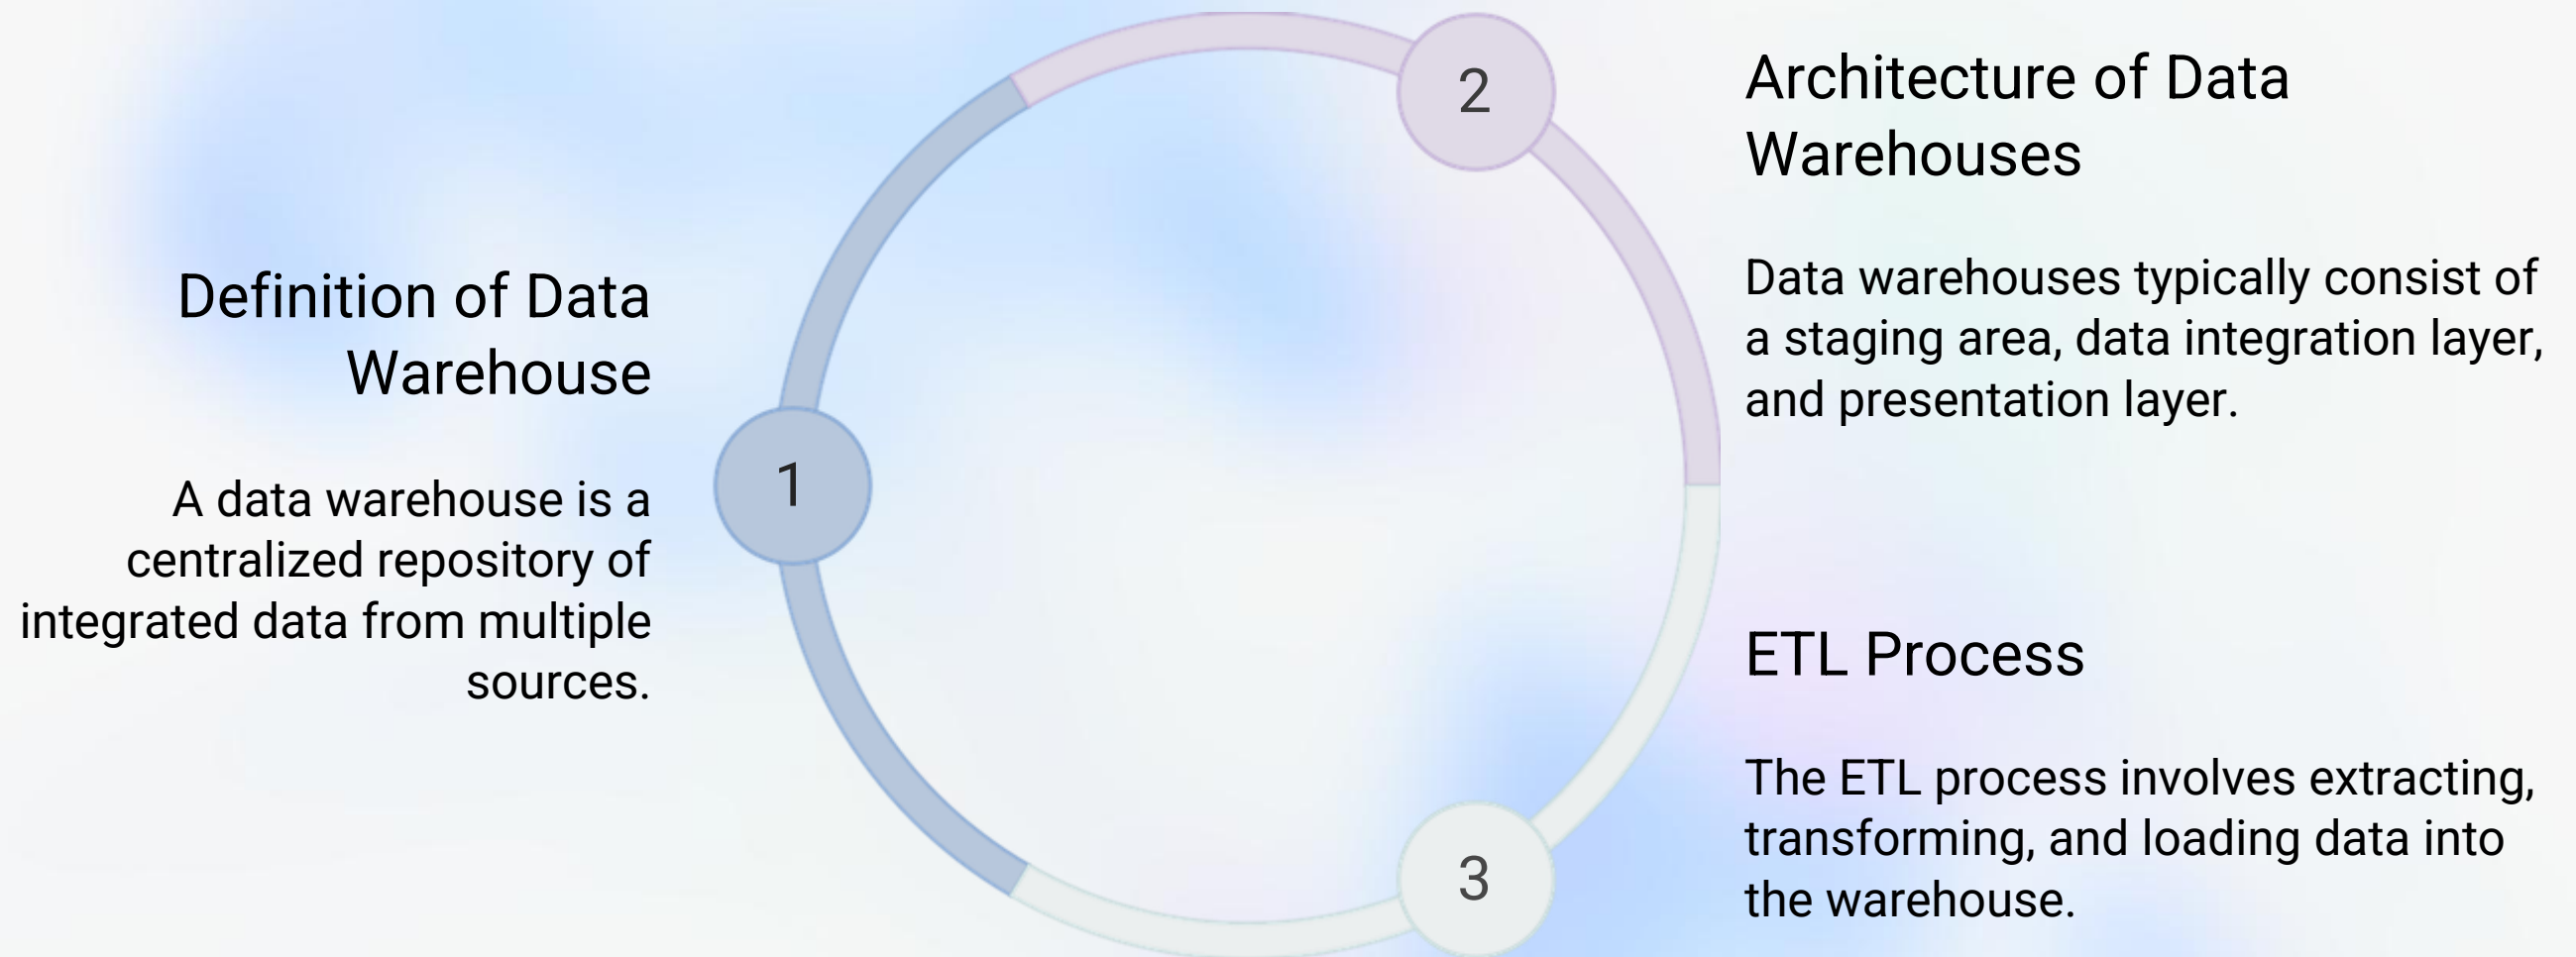 1
Definition of Data
Warehouse
A data warehouse is a
centralized repository of
integrated data from multiple
sources.
2
Architecture of Data
Warehouses
Data warehouses typically consist of
a staging area, data integration layer,
and presentation layer.
3
ETL Process
The ETL process involves extracting,
transforming, and loading data into
the warehouse.